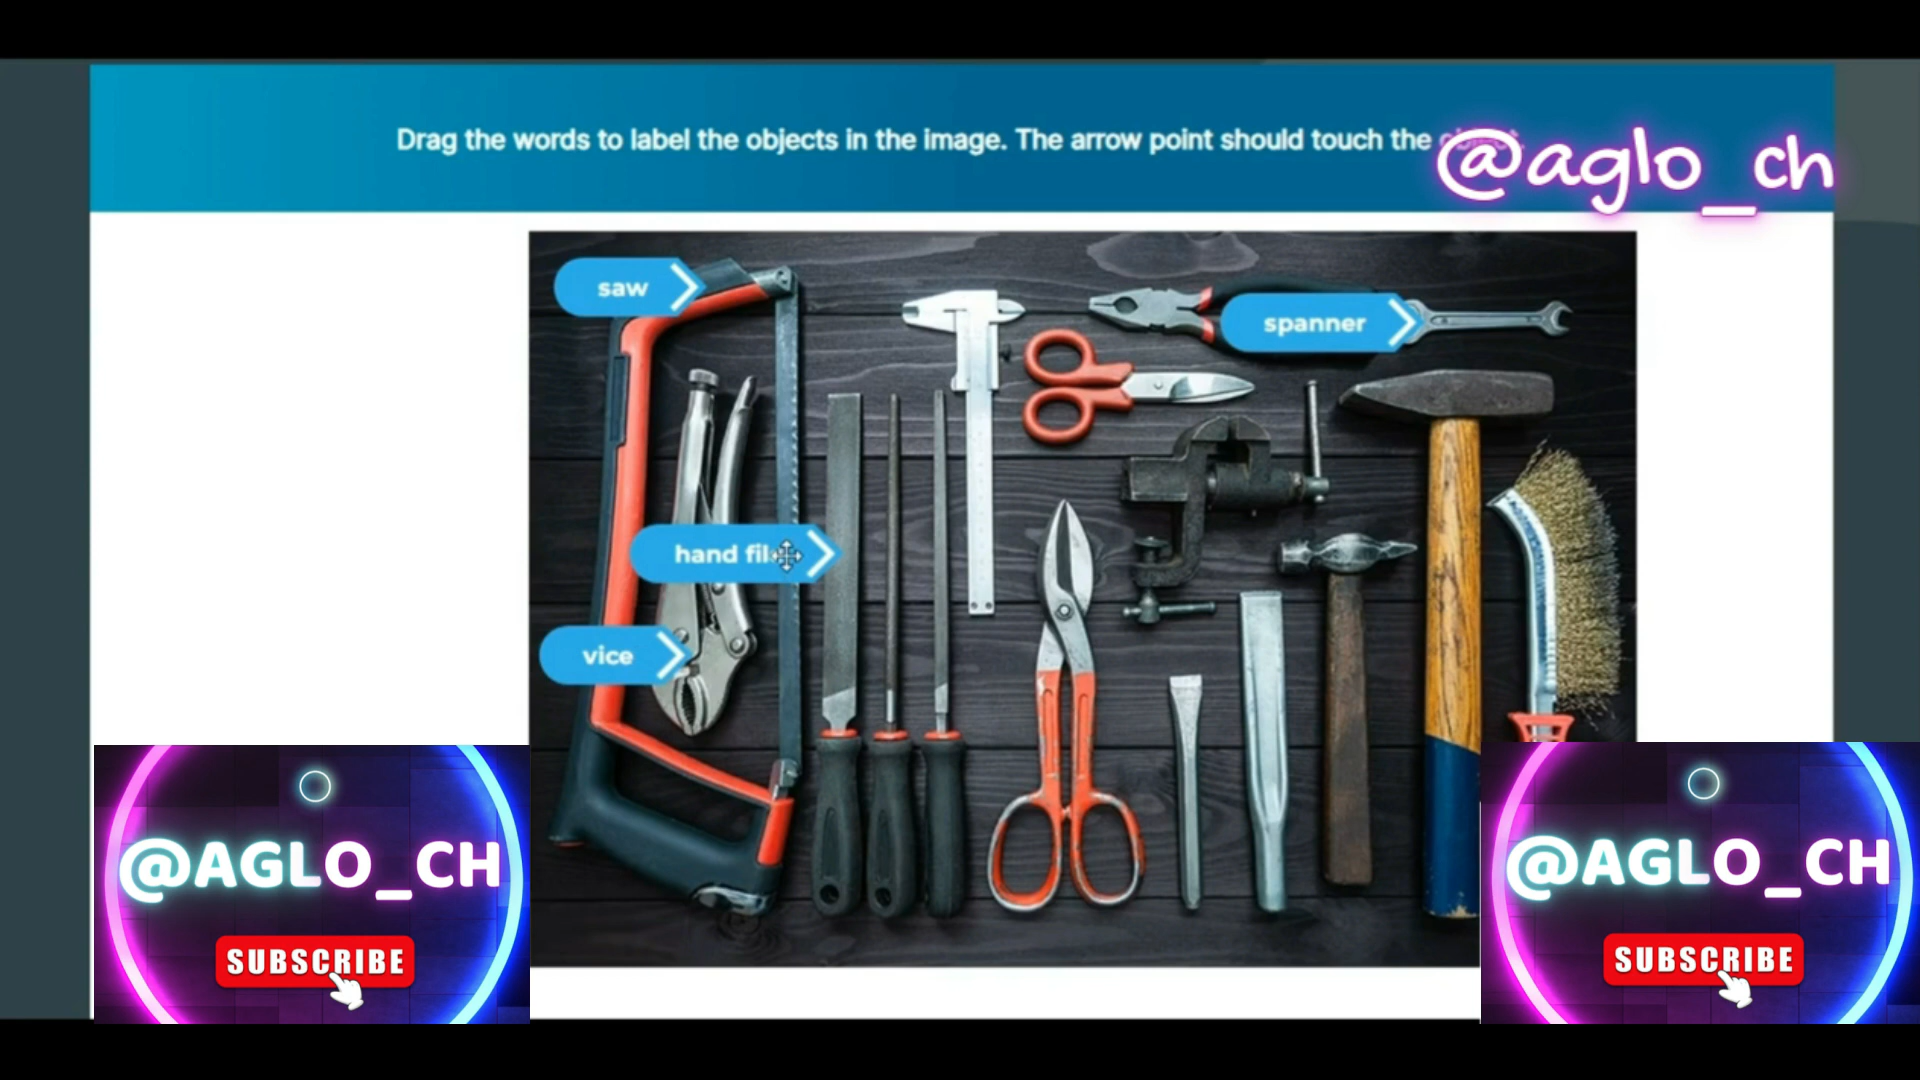 Drag the words to label the objects in the image. The arrow point should touch the
@aglo_ch
saw
spanner
hand fil
vice
@AGLO_CH
SUBSCRIBE
@AGLO_CH
SUBSCRIBE